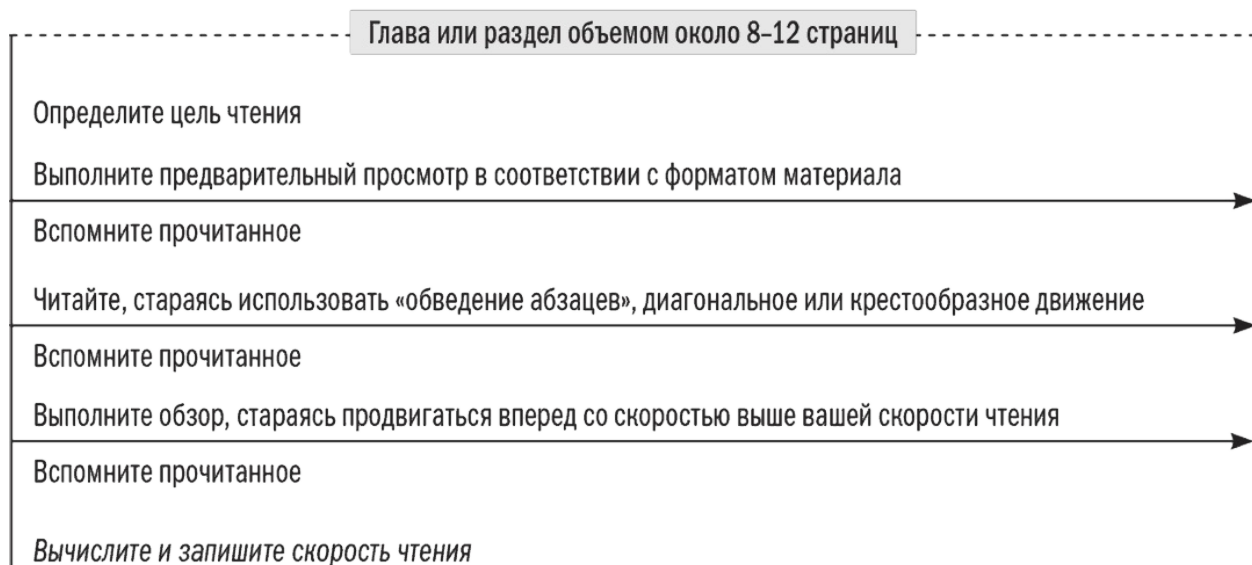 Глава или раздел объемом около 8–12 страниц
Определите цель чтения
Выполните предварительный просмотр в соответствии с форматом материала
Вспомните прочитанное
Читайте, стараясь использовать «обведение абзацев», диагональное или крестообразное движение
Вспомните прочитанное
Выполните обзор, стараясь продвигаться вперед со скоростью выше вашей скорости чтения
Вспомните прочитанное
Вычислите и запишите скорость чтения